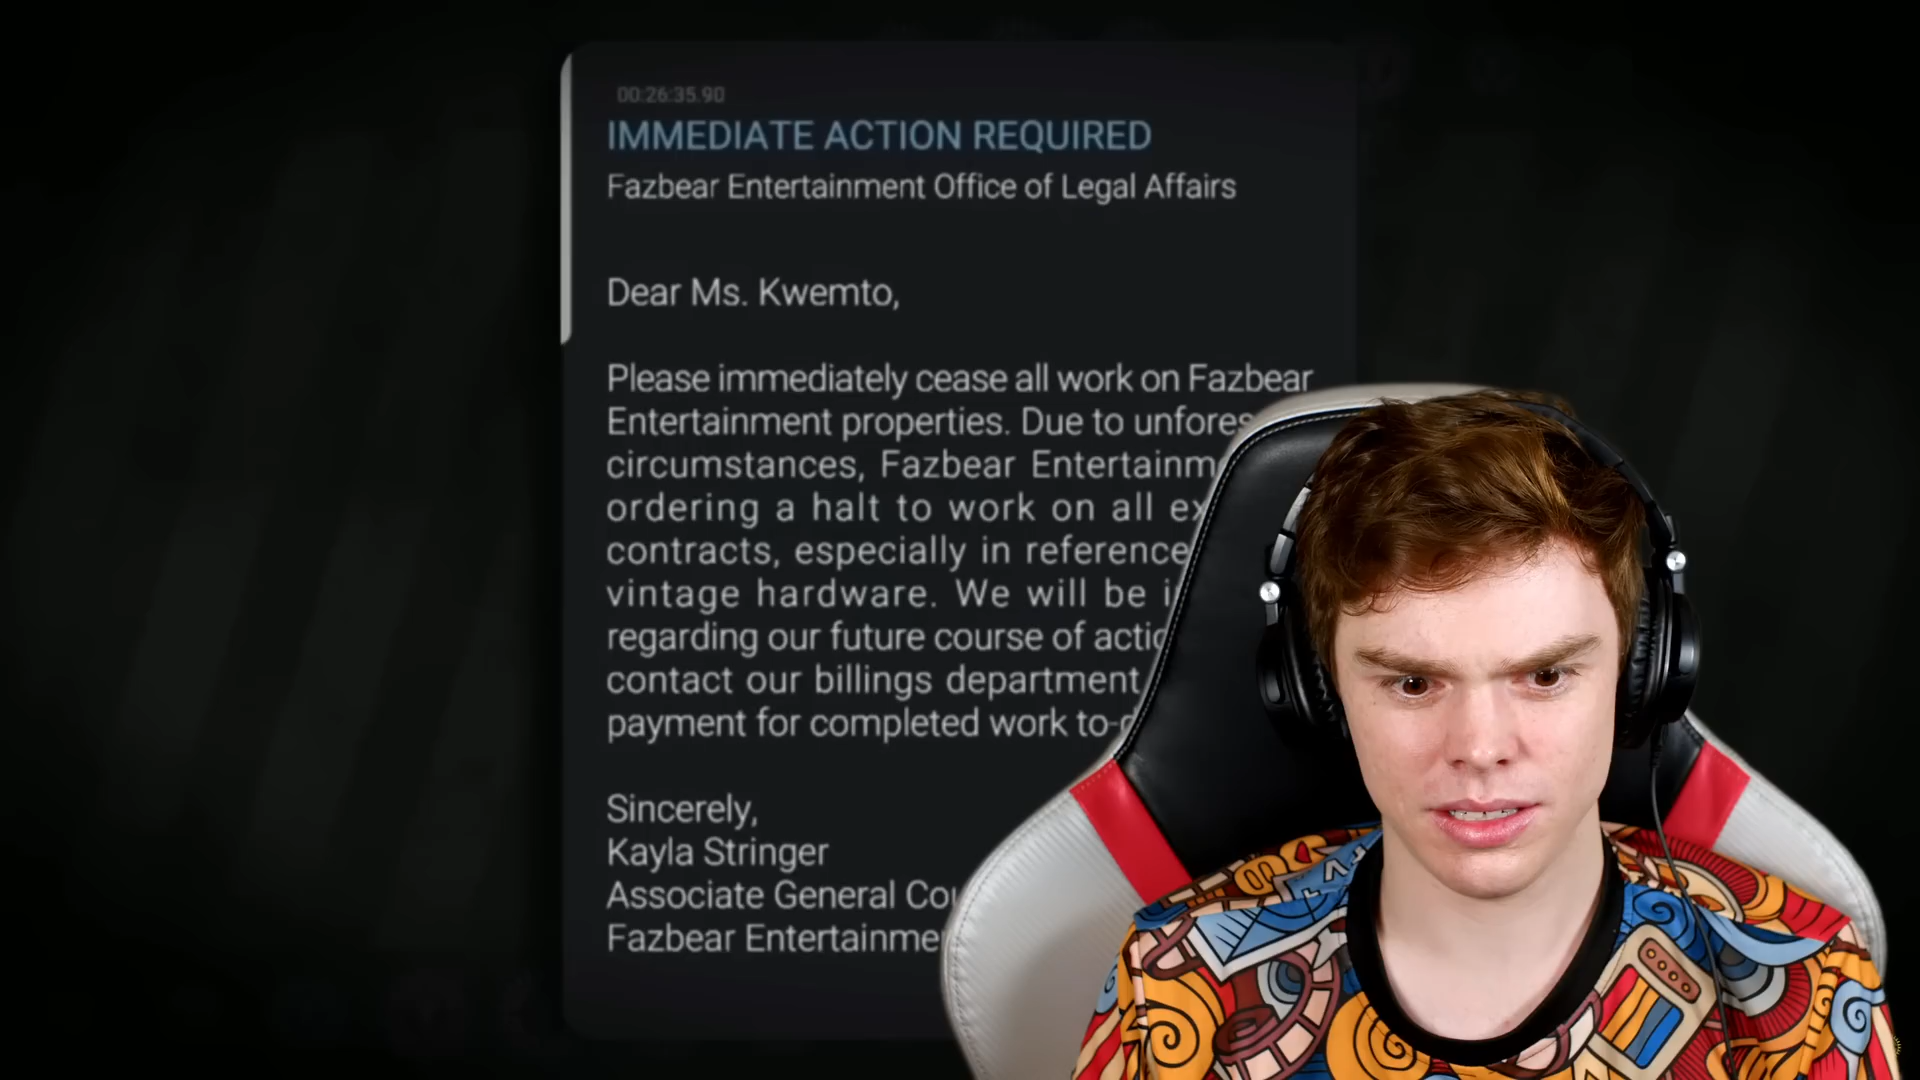 00:26:35.90
IMMEDIATE ACTION REQUIRED
Fazbear Entertainment Office of Legal Affairs
Dear Ms. Kwemto,
Please immediately cease all work on Fazbear
Entertainment properties. Due to unfores
circumstances, Fazbear Entertainm
ordering a halt to work on all ex
contracts, especially in reference
vintage hardware. We will be i
regarding our future course of actio
contact our billings department
payment for completed work to-d
Sincerely,
Kayla Stringer
Associate General Cou
Fazbear Entertainme